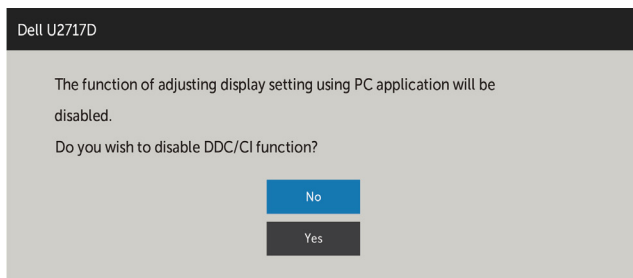 Dell U2717D
The function of adjusting display setting using PC application will be
disabled.
Do you wish to disable DDC/CI function?
No
Yes